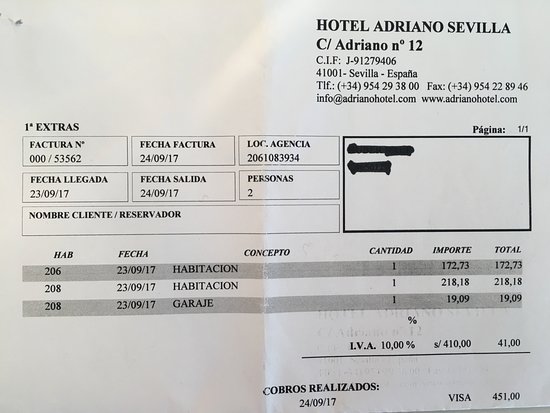 HOTEL ADRIANO SEVILLA
C/ Adriano nº 12
C.I.F: J-91279406
41001- Sevilla - España
Tlf.: (+34) 954 29 38 00 Fax: (+34) 954 22 89 46
info@adrianohotel.com www.adrianohotel.com
1ª EXTRAS
Página: 1/1
FACTURA Nº FECHA FACTURA LOC. AGENCIA
000 / 53562 24/09/17 2061083934
FECHA LLEGADA FECHA SALIDA PERSONAS
23/09/17 24/09/17 2
NOMBRE CLIENTE / RESERVADOR
HAB FECHA CONCEPTO CANTIDAD IMPORTE TOTAL
206 23/09/17 HABITACION 1 172,73 172,73
208 23/09/17 HABITACION 1 218,18 218,18
208 23/09/17 GARAJE 1 19,09 19,09
%
I.V.A. 10,00 % s/ 410,00 41,00
COBROS REALIZADOS:
24/09/17 VISA 451,00